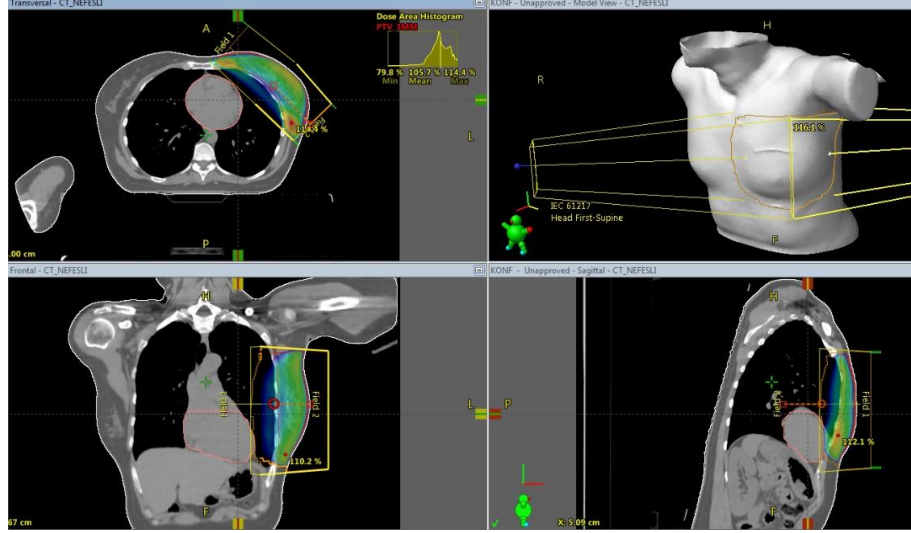 Transversal - CT_NEFESLI
A
Field 1
Dose Area Histogram
PTV_3MM
79.8 % 105.7 % 114.4 %
Min Mean Max
114.4 %
L
P
.00 cm
KONF - Unapproved - Model View - CT_NEFESLI
H
R
116.1 %
IEC 61217
Head First-Supine
F
Frontal - CT_NEFESLI
H
Field 2
L
110.2 %
F
67 cm
KONF - Unapproved - Sagittal - CT_NEFESLI
H
P
Field 1
112.1 %
F
X: 5.09 cm